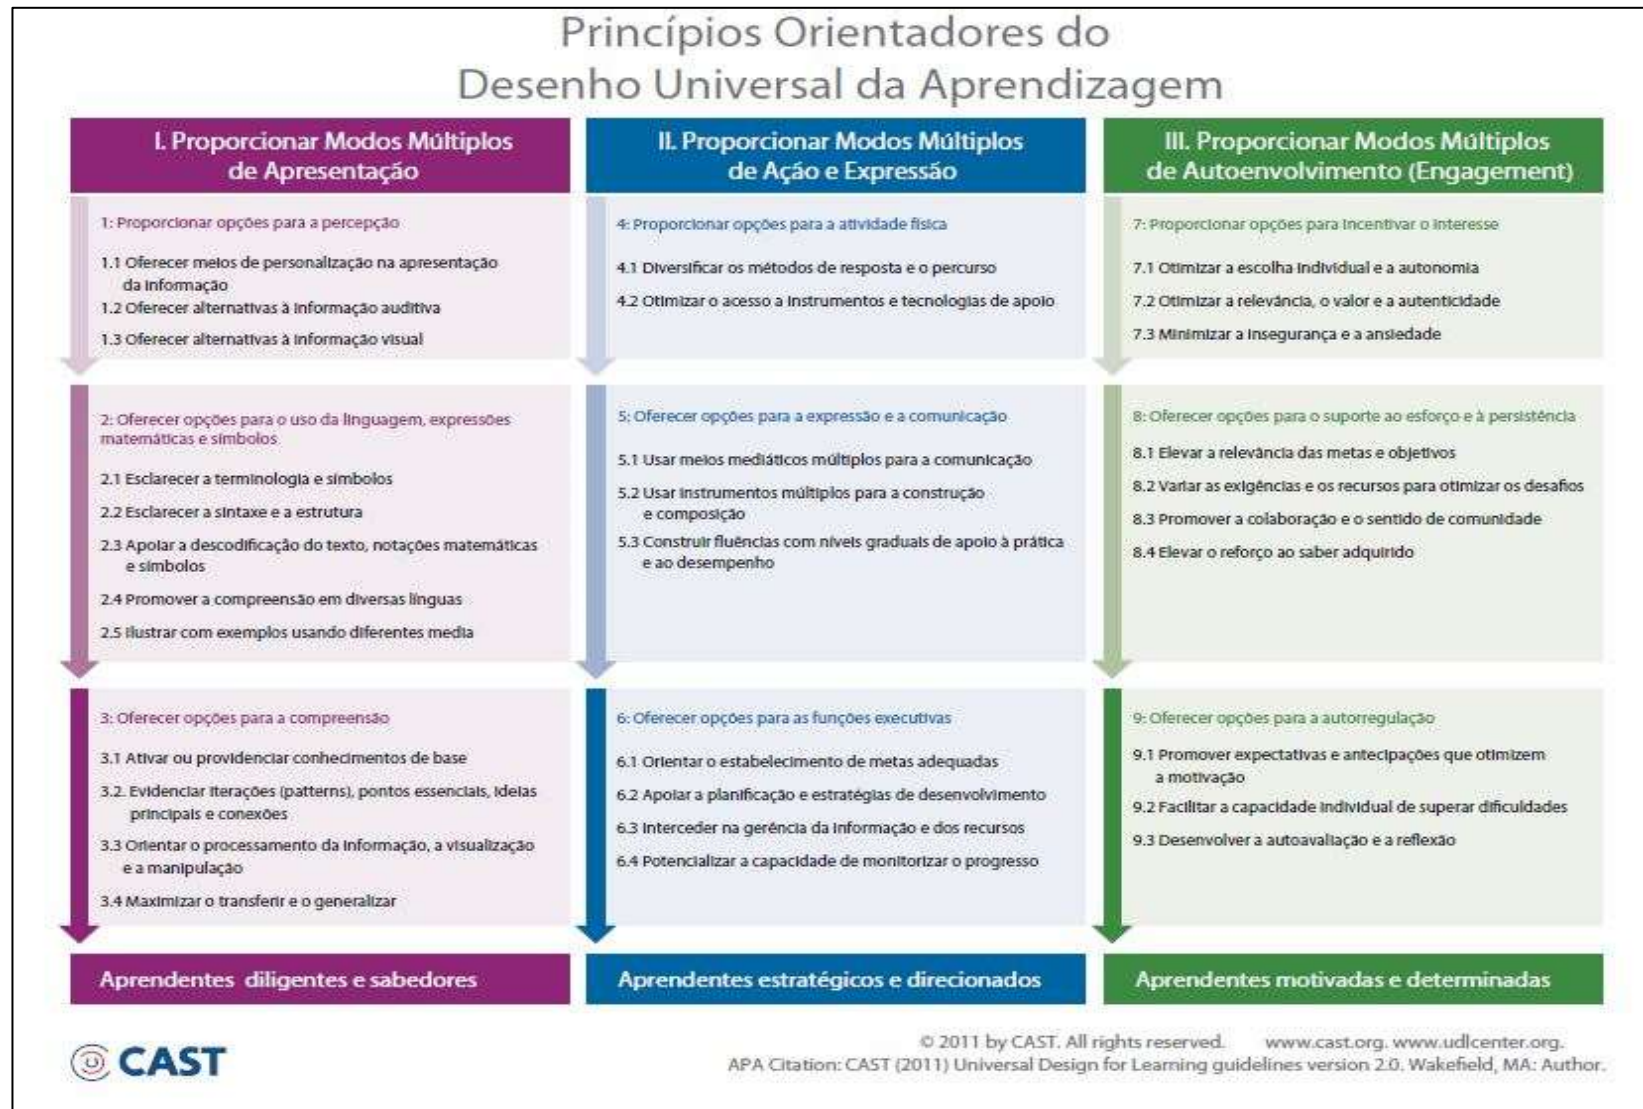 Princípios Orientadores do
Desenho Universal da Aprendizagem
I. Proporcionar Modos Múltiplos
de Apresentação
1: Proporcionar opções para a percepção
1.1 Oferecer meios de personalização na apresentação
da informação
1.2 Oferecer alternativas à informação auditiva
1.3 Oferecer alternativas à informação visual
2: Oferecer opções para o uso da linguagem, expressões
matemáticas e símbolos
2.1 Esclarecer a terminologia e símbolos
2.2 Esclarecer a sintaxe e a estrutura
2.3 Apoiar a descodificação do texto, notações matemáticas
e símbolos
2.4 Promover a compreensão em diversas línguas
2.5 Ilustrar com exemplos usando diferentes media
3: Oferecer opções para a compreensão
3.1 Ativar ou providenciar conhecimentos de base
3.2. Evidenciar iterações (patterns), pontos essenciais, ideias
principais e conexões
3.3 Orientar o processamento da informação, a visualização
e a manipulação
3.4 Maximizar o transferir e o generalizar
Aprendentes diligentes e sabedores
II. Proporcionar Modos Múltiplos
de Ação e Expressão
4: Proporcionar opções para a atividade física
4.1 Diversificar os métodos de resposta e o percurso
4.2 Otimizar o acesso a instrumentos e tecnologias de apoio
5: Oferecer opções para a expressão e a comunicação
5.1 Usar meios mediáticos múltiplos para a comunicação
5.2 Usar instrumentos múltiplos para a construção
e composição
5.3 Construir fluências com níveis graduais de apoio à prática
e ao desempenho
6: Oferecer opções para as funções executivas
6.1 Orientar o estabelecimento de metas adequadas
6.2 Apoiar a planificação e estratégias de desenvolvimento
6.3 Interceder na gerência da informação e dos recursos
6.4 Potencializar a capacidade de monitorizar o progresso
Aprendentes estratégicos e direcionados
III. Proporcionar Modos Múltiplos
de Autoenvolvimento (Engagement)
7: Proporcionar opções para incentivar o interesse
7.1 Otimizar a escolha individual e a autonomia
7.2 Otimizar a relevância, o valor e a autenticidade
7.3 Minimizar a insegurança e a ansiedade
8: Oferecer opções para o suporte ao esforço e à persistência
8.1 Elevar a relevância das metas e objetivos
8.2 Variar as exigências e os recursos para otimizar os desafios
8.3 Promover a colaboração e o sentido de comunidade
8.4 Elevar o reforço ao saber adquirido
9: Oferecer opções para a autorregulação
9.1 Promover expectativas e antecipações que otimizem
a motivação
9.2 Facilitar a capacidade individual de superar dificuldades
9.3 Desenvolver a autoavaliação e a reflexão
Aprendentes motivadas e determinadas
CAST
© 2011 by CAST. All rights reserved. www.cast.org. www.udlcenter.org.
APA Citation: CAST (2011) Universal Design for Learning guidelines version 2.0. Wakefield, MA: Author.